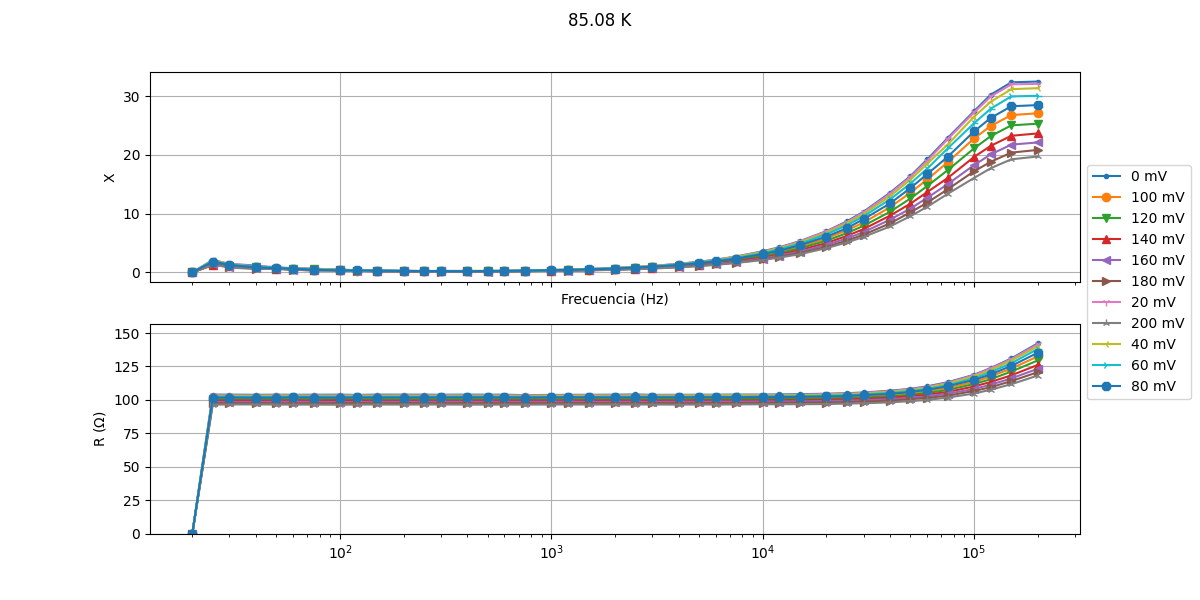 85.08 K
30
20
10
0
X
Frecuencia (Hz)
150
125
100
75
50
25
0
R (Ω)
10²
10³
10⁴
10⁵
0 mV
100 mV
120 mV
140 mV
160 mV
180 mV
20 mV
200 mV
40 mV
60 mV
80 mV